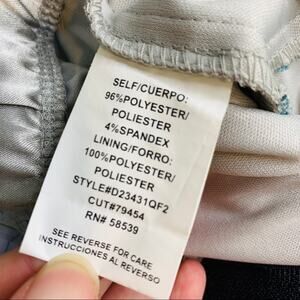 SELF/CUERPO:
96%POLYESTER/
POLIESTER
4%SPANDEX
LINING/FORRO:
100%POLYESTER/
POLIESTER
STYLE#D23431QF2
CUT#79454
RN# 58539
SEE REVERSE FOR CARE
INSTRUCCIONES AL REVERSO